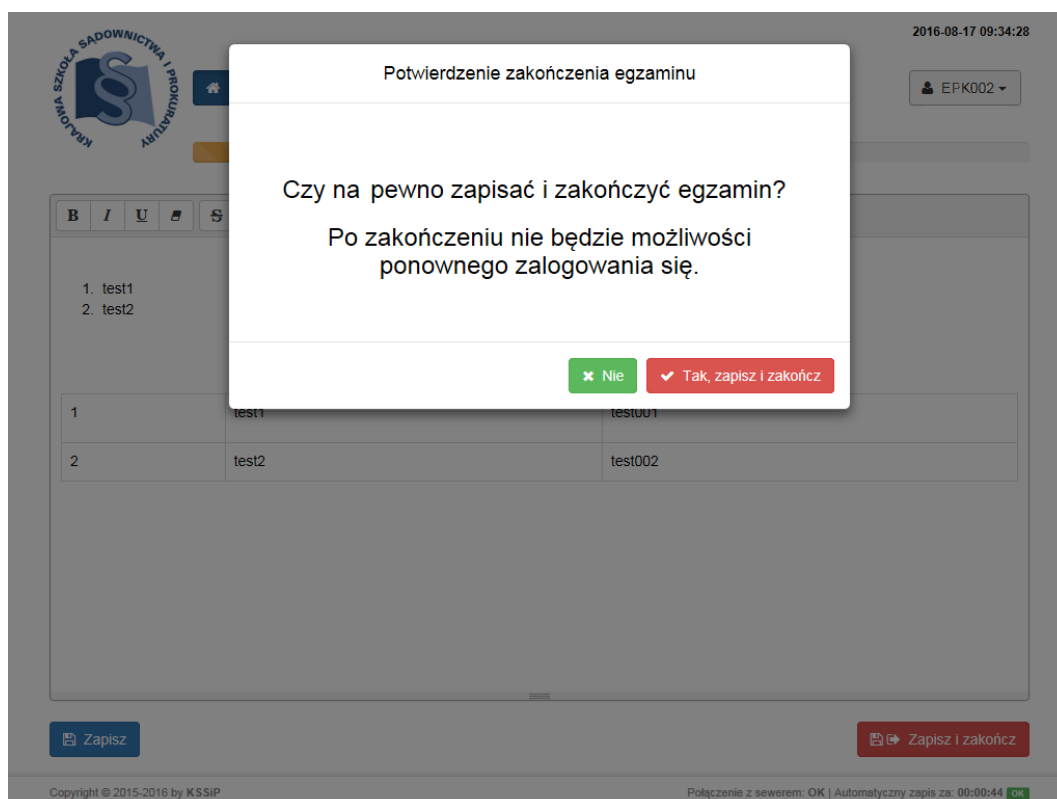 2016-08-17 09:34:28
KRAJOWA SZKOŁA SĄDOWNICTWA I PROKURATURY
EPK002
Potwierdzenie zakończenia egzaminu
Czy na pewno zapisać i zakończyć egzamin?
Po zakończeniu nie będzie możliwości
ponownego zalogowania się.
Nie
Tak, zapisz i zakończ
B I U S
1. test1
2. test2
1 test1 test001
2 test2 test002
Zapisz
Zapisz i zakończ
Copyright © 2015-2016 by KSSiP
Połączenie z sewerem: OK | Automatyczny zapis za: 00:00:44 OK